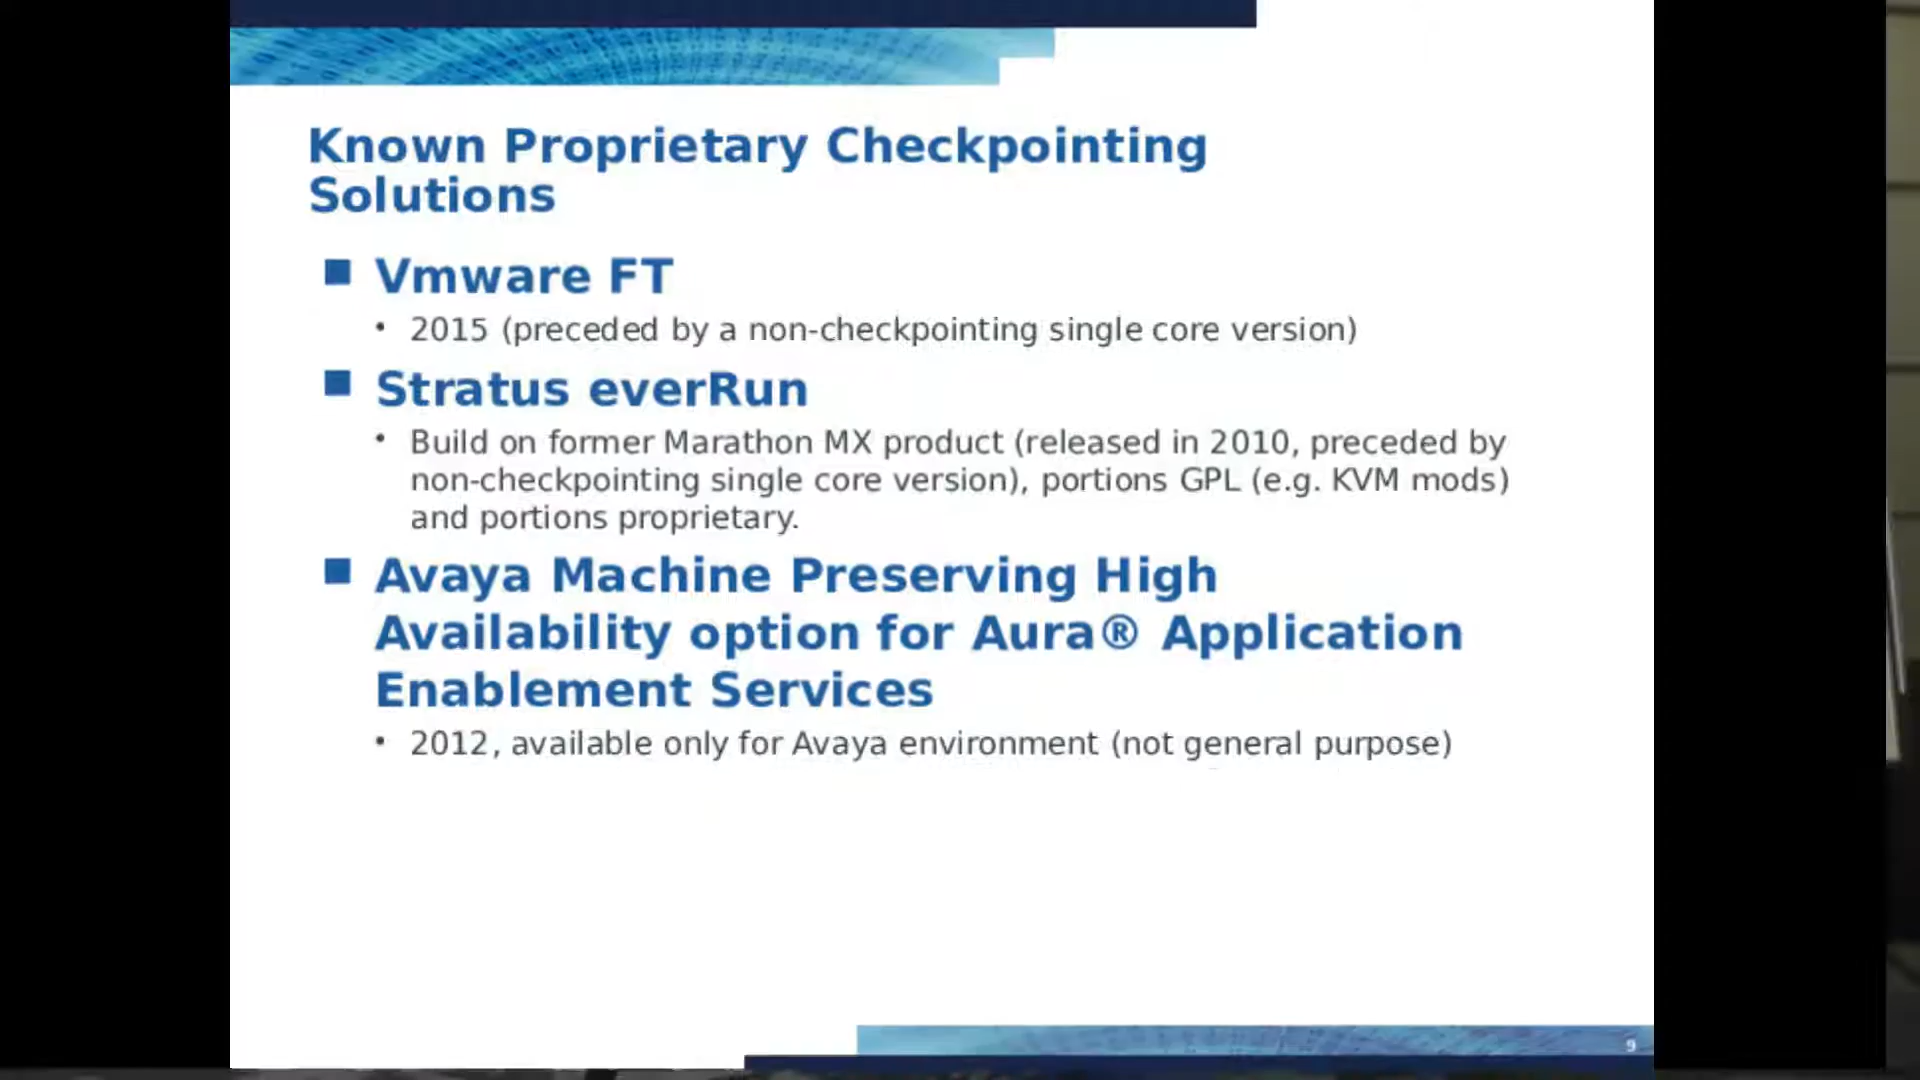 Known Proprietary Checkpointing
Solutions
Vmware FT
• 2015 (preceded by a non-checkpointing single core version)
Stratus everRun
• Build on former Marathon MX product (released in 2010, preceded by
non-checkpointing single core version), portions GPL (e.g. KVM mods)
and portions proprietary.
Avaya Machine Preserving High
Availability option for Aura® Application
Enablement Services
• 2012, available only for Avaya environment (not general purpose)
9